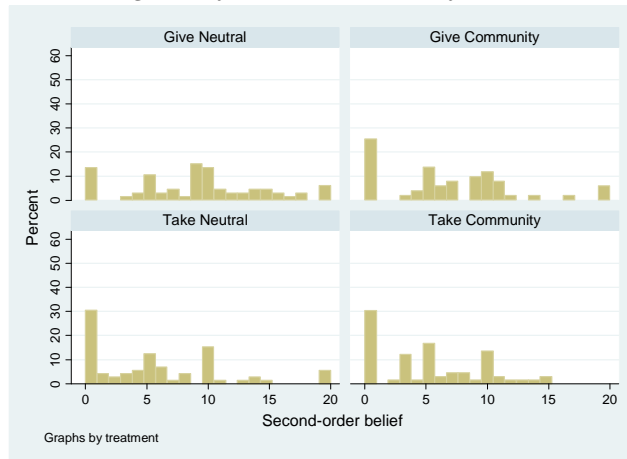 Give Neutral
Give Community
60
50
40
30
20
10
0
Percent
Take Neutral
Take Community
60
50
40
30
20
10
0
0 5 10 15 20
0 5 10 15 20
Second-order belief
Graphs by treatment